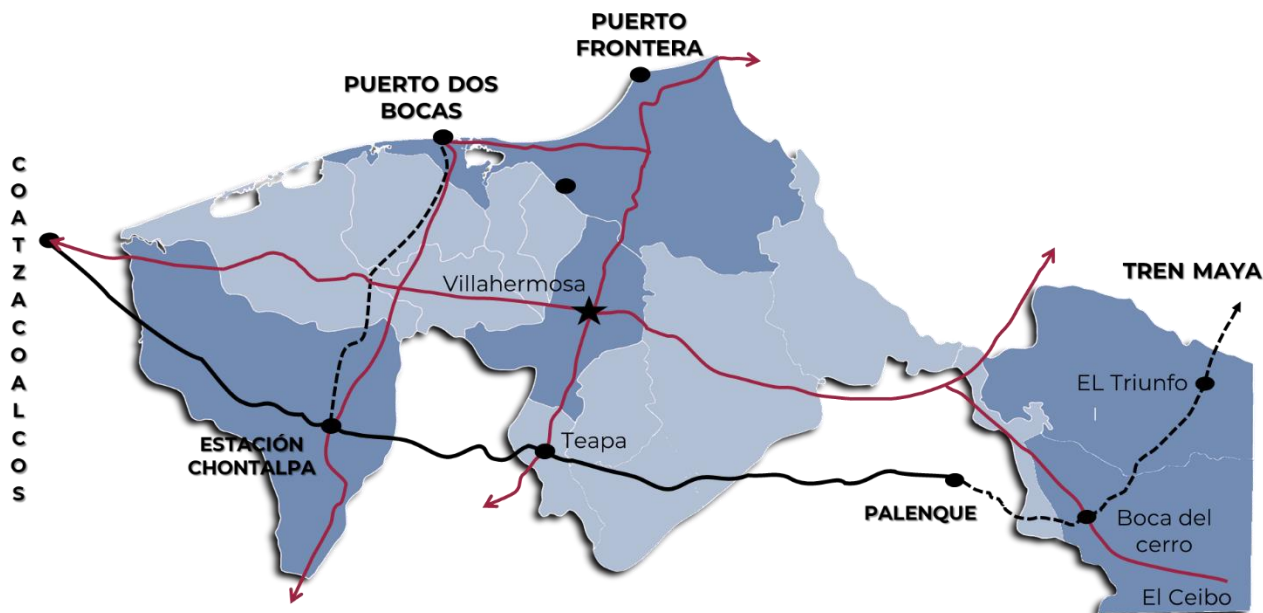 PUERTO
FRONTERA
PUERTO DOS
BOCAS
COATZACOALCOS
Villahermosa
TREN MAYA
EL Triunfo
ESTACIÓN
CHONTALPA
Teapa
PALENQUE
Boca del
cerro
El Ceibo